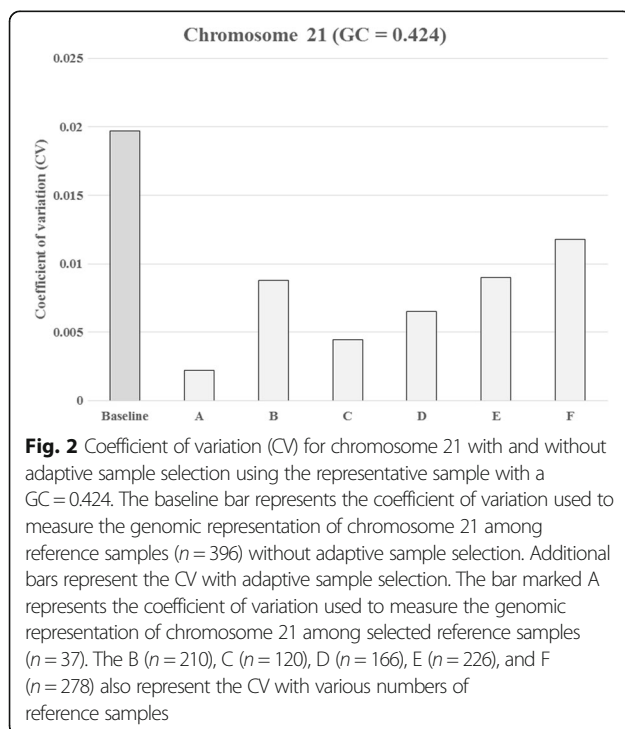 Chromosome 21 (GC = 0.424)
0.025
0.02
0.015
0.01
0.005
0
Coefficient of variation (CV)
Baseline A B C D E F
Fig. 2 Coefficient of variation (CV) for chromosome 21 with and without
adaptive sample selection using the representative sample with a
GC = 0.424. The baseline bar represents the coefficient of variation used to
measure the genomic representation of chromosome 21 among
reference samples (n = 396) without adaptive sample selection. Additional
bars represent the CV with adaptive sample selection. The bar marked A
represents the coefficient of variation used to measure the genomic
representation of chromosome 21 among selected reference samples
(n = 37). The B (n = 210), C (n = 120), D (n = 166), E (n = 226), and F
(n = 278) also represent the CV with various numbers of
reference samples